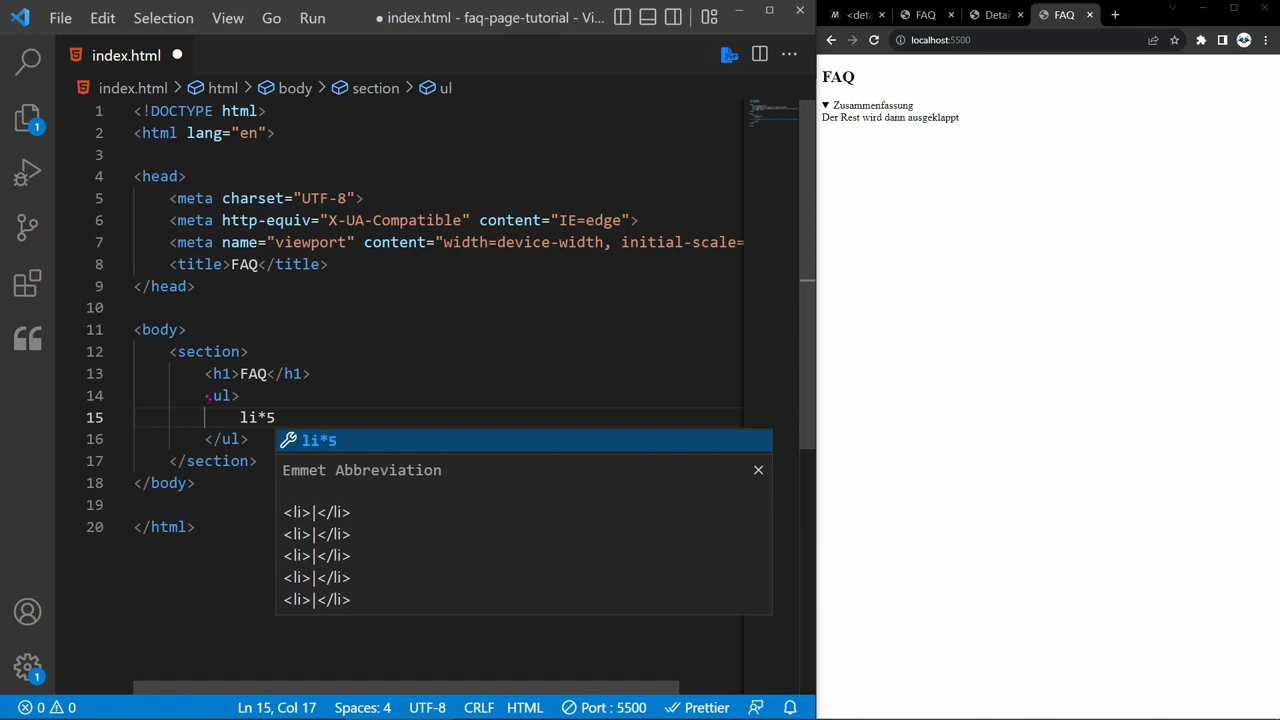 File Edit Selection View Go Run
● index.html - faq-page-tutorial - Vi...
index.html
index.html > html > body > section > ul
1 <!DOCTYPE html>
2 <html lang="en">
3
4 <head>
5 <meta charset="UTF-8">
6 <meta http-equiv="X-UA-Compatible" content="IE=edge">
7 <meta name="viewport" content="width=device-width, initial-scale=
8 <title>FAQ</title>
9 </head>
10
11 <body>
12 <section>
13 <h1>FAQ</h1>
14 <ul>
15 li*5
16 </ul>
17 </section>
18 </body>
19
20 </html>
li*5
Emmet Abbreviation
<li>|</li>
<li>|</li>
<li>|</li>
<li>|</li>
<li>|</li>
1
1
0 0 Ln 15, Col 17 Spaces: 4 UTF-8 CRLF HTML Port : 5500 Prettier
<deta FAQ Detai FAQ
localhost:5500
FAQ
▼ Zusammenfassung
Der Rest wird dann ausgeklappt